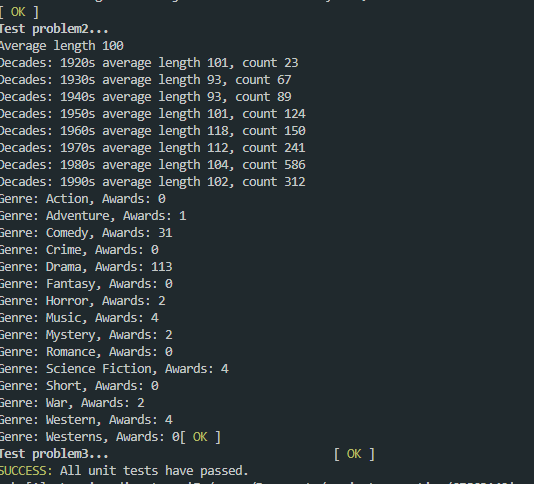 [ OK ]
Test problem2...
Average length 100
Decades: 1920s average length 101, count 23
Decades: 1930s average length 93, count 67
Decades: 1940s average length 93, count 89
Decades: 1950s average length 101, count 124
Decades: 1960s average length 118, count 150
Decades: 1970s average length 112, count 241
Decades: 1980s average length 104, count 586
Decades: 1990s average length 102, count 312
Genre: Action, Awards: 0
Genre: Adventure, Awards: 1
Genre: Comedy, Awards: 31
Genre: Crime, Awards: 0
Genre: Drama, Awards: 113
Genre: Fantasy, Awards: 0
Genre: Horror, Awards: 2
Genre: Music, Awards: 4
Genre: Mystery, Awards: 2
Genre: Romance, Awards: 0
Genre: Science Fiction, Awards: 4
Genre: Short, Awards: 0
Genre: War, Awards: 2
Genre: Western, Awards: 4
Genre: Westerns, Awards: 0[ OK ]
Test problem3... [ OK ]
SUCCESS: All unit tests have passed.